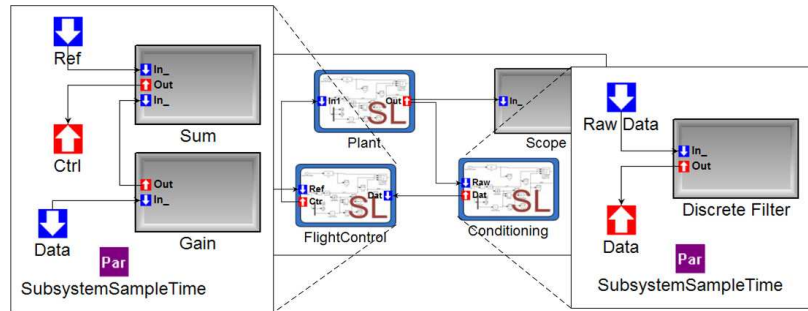 Ref
In_
Out
In_
Sum
Ctrl
Out
In_
Gain
Data
Par
SubsystemSampleTime
In1
Out
SL
Plant
In_
Scope
Ref
Ctr
Dat
SL
FlightControl
Raw
Dat
SL
Conditioning
Raw Data
In_
Out
Discrete Filter
Data
Par
SubsystemSampleTime